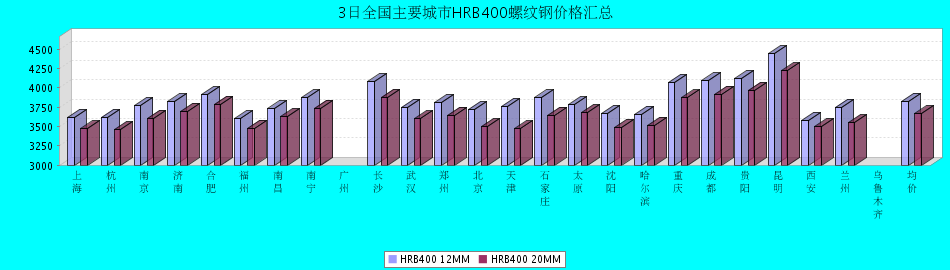 3日全国主要城市HRB400螺纹钢价格汇总
4500
4250
4000
3750
3500
3250
3000
上海
杭州
南京
济南
合肥
福州
南昌
南宁
广州
长沙
武汉
郑州
北京
天津
石家庄
太原
沈阳
哈尔滨
重庆
成都
贵阳
昆明
西安
兰州
乌鲁木齐
均价
HRB400 12MM
HRB400 20MM